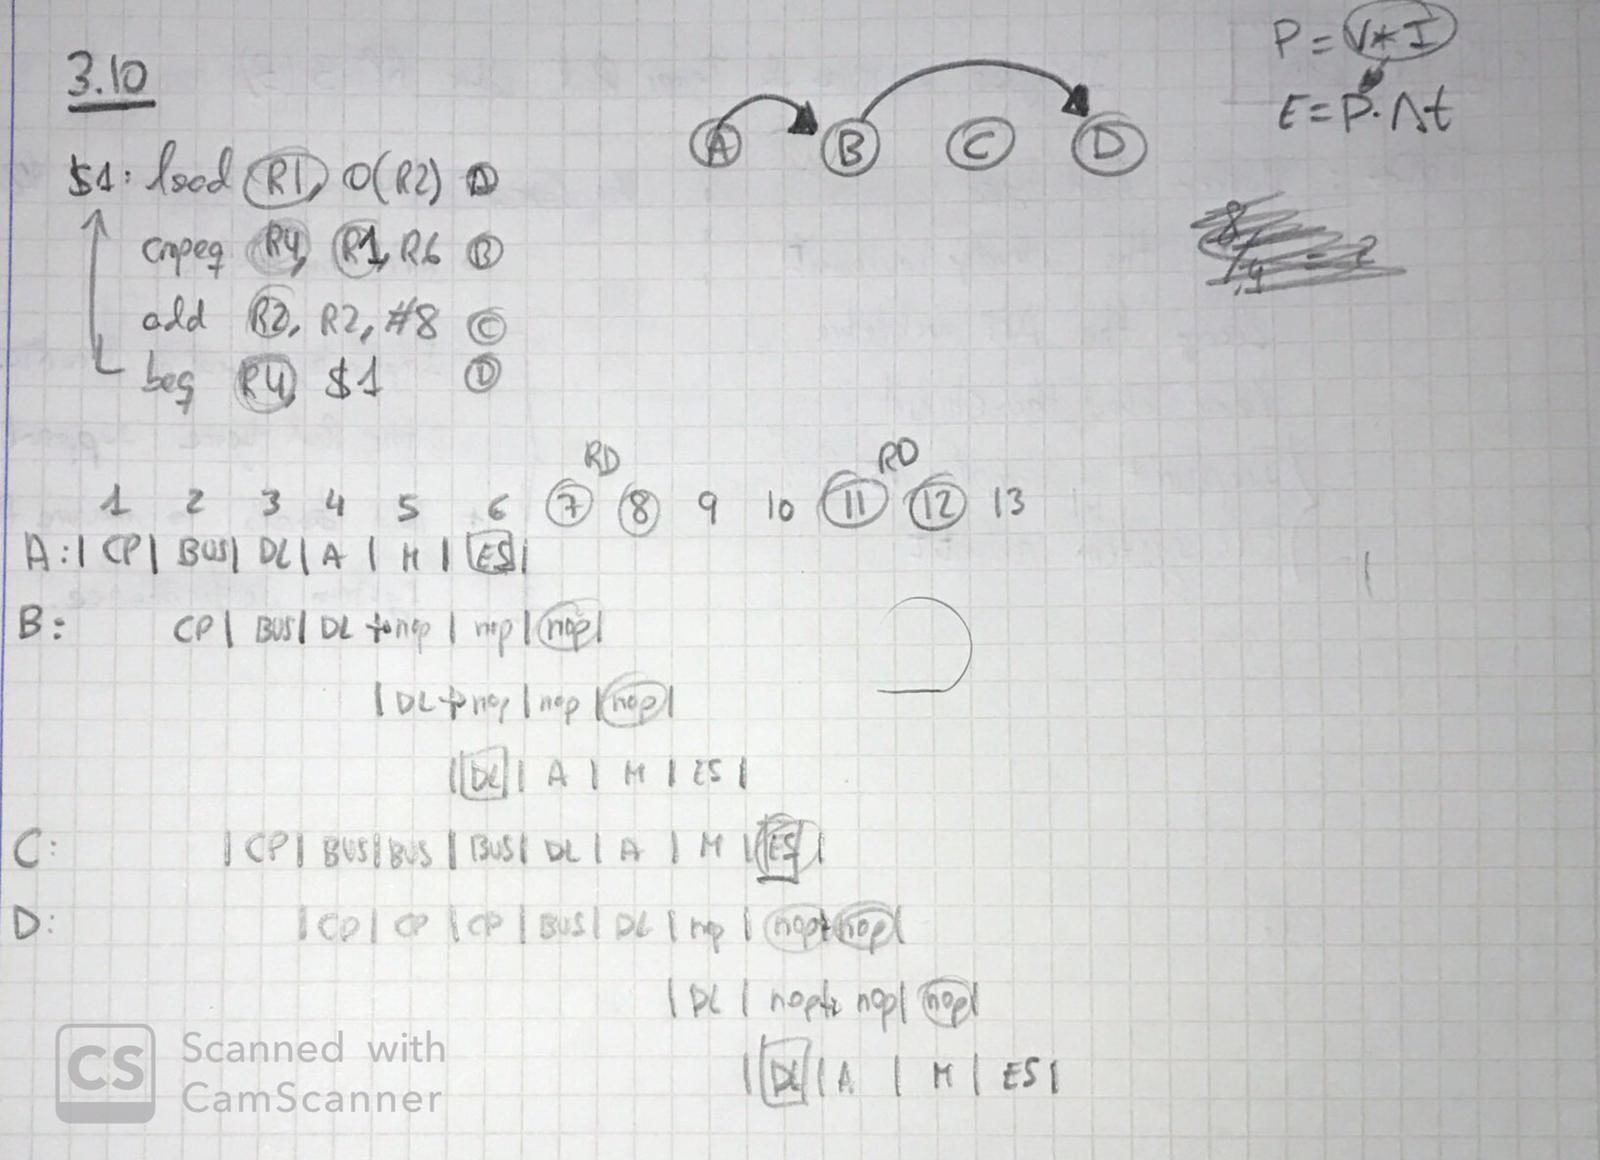 3.10
P = V * I
E = P · Δt
A B C D
$1: load R1, 0(R2) A
cmpeq R4, R1, R6 B
add R2, R2, #8 C
beq R4, $1 D
RD RD
1 2 3 4 5 6 7 8 9 10 11 12 13
A: | CP | BUS | DL | A | M | ES |
B: CP | BUS | DL → nop | nop | nop |
| DL → nop | nop | nop |
| DL | A | M | ES |
C: | CP | BUS | BUS | BUS | DL | A | M | ES |
D: | CP | CP | CP | BUS | DL | nop | nop | nop |
| DL | nop nop | nop |
| DL | A | M | ES |
CS Scanned with
CamScanner